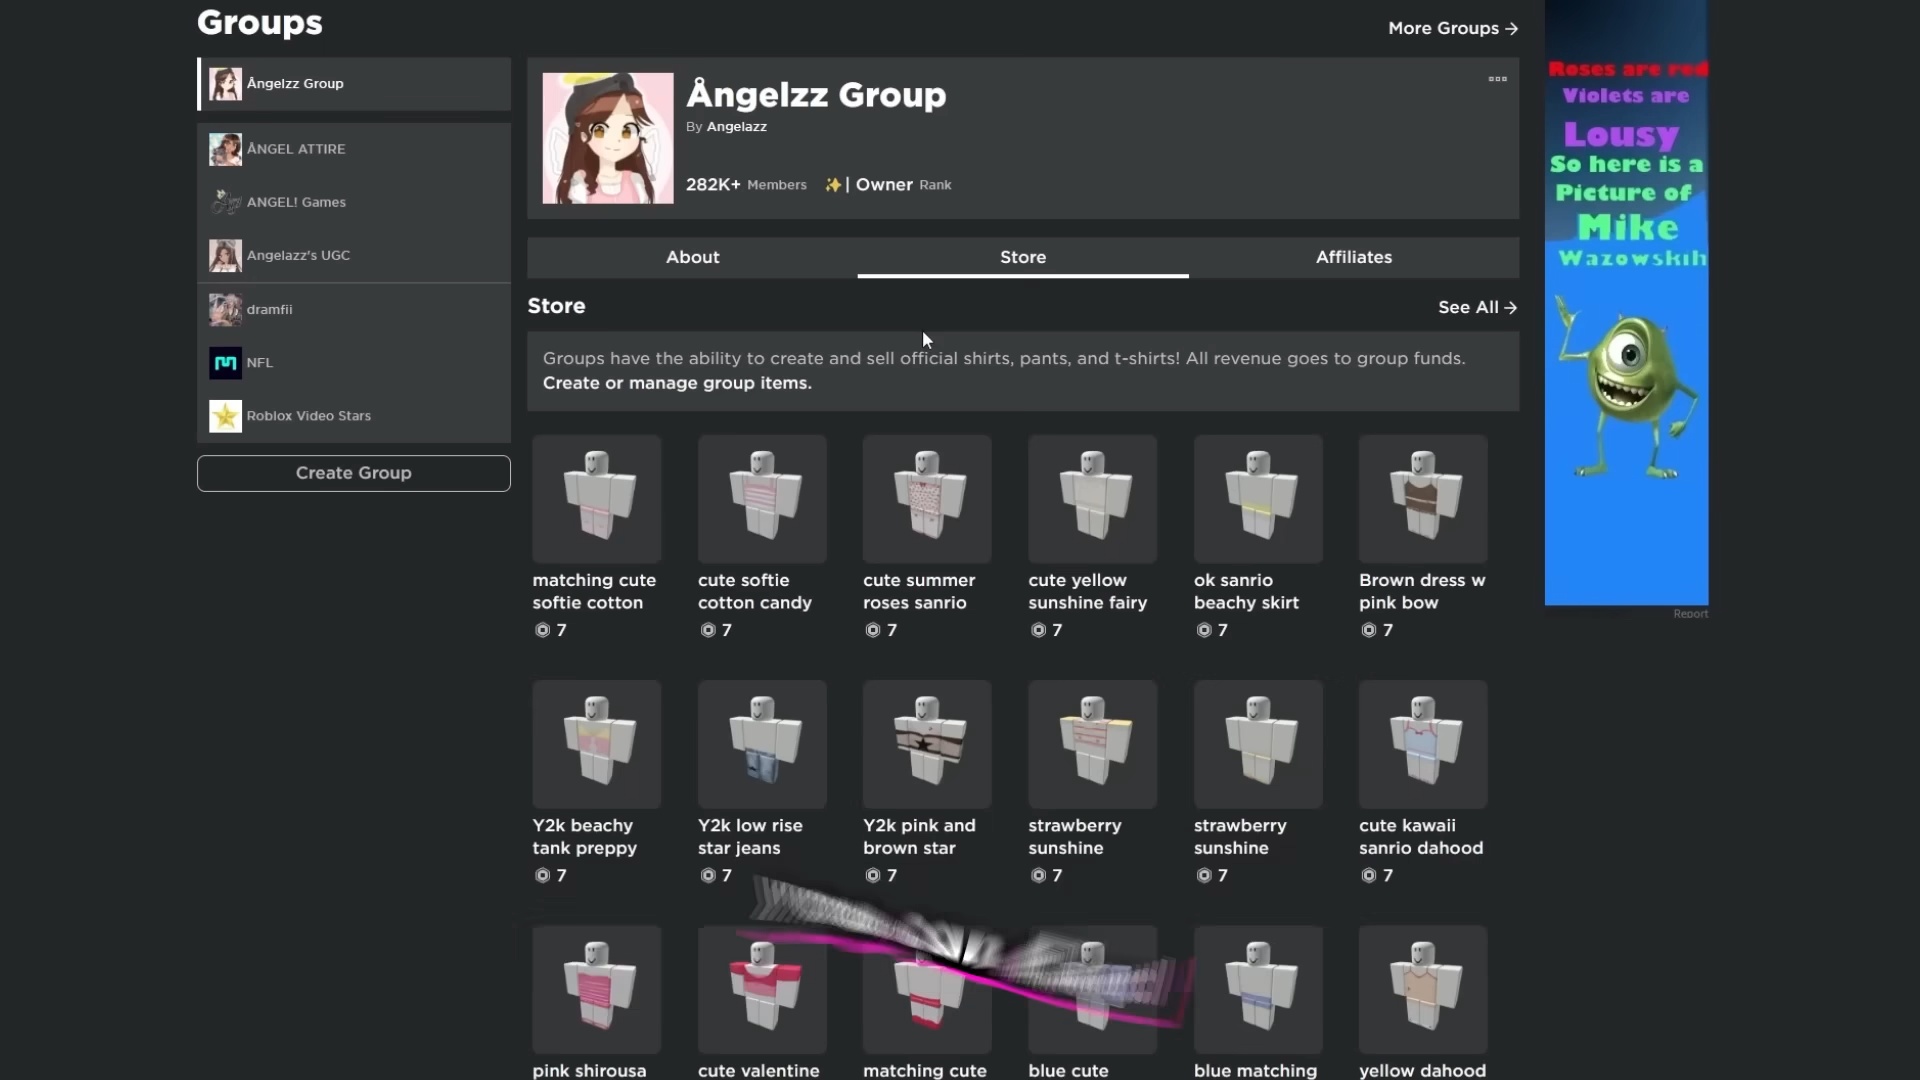 Groups
More Groups →
Ångelzz Group
ÅNGEL ATTIRE
ANGEL! Games
Angelazz's UGC
dramfii
NFL
Roblox Video Stars
Create Group
Ångelzz Group
By Angelazz
282K+ Members ✨| Owner Rank
About Store Affiliates
Store
See All →
Groups have the ability to create and sell official shirts, pants, and t-shirts! All revenue goes to group funds.
Create or manage group items.
matching cute
softie cotton
7
cute softie
cotton candy
7
cute summer
roses sanrio
7
cute yellow
sunshine fairy
7
ok sanrio
beachy skirt
7
Brown dress w
pink bow
7
Y2k beachy
tank preppy
7
Y2k low rise
star jeans
7
Y2k pink and
brown star
7
strawberry
sunshine
7
strawberry
sunshine
7
cute kawaii
sanrio dahood
7
pink shirousa
cute valentine
matching cute
blue cute
blue matching
yellow dahood
Roses are red
Violets are
Lousy
So here is a
Picture of
Mike
Wazowskih
Report